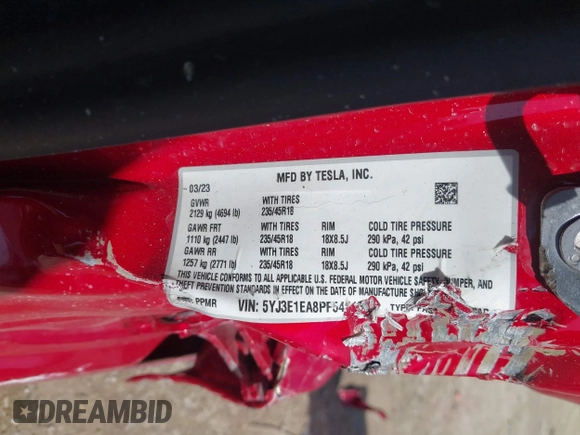 MFD BY TESLA, INC.
03/23
GVWR WITH TIRES
2129 kg (4694 lb) 235/45R18
GAWR FRT WITH TIRES RIM COLD TIRE PRESSURE
1110 kg (2447 lb) 235/45R18 18X8.5J 290 kPa, 42 psi
GAWR RR WITH TIRES RIM COLD TIRE PRESSURE
1257 kg (2771 lb) 235/45R18 18X8.5J 290 kPa, 42 psi
THIS VEHICLE CONFORMS TO ALL APPLICABLE U.S. FEDERAL MOTOR VEHICLE SAFETY, BUMPER, AND
THEFT PREVENTION STANDARDS IN EFFECT ON THE DATE OF MANUFACTURE
PPMR VIN: 5YJ3E1EA8PF
DREAMBID